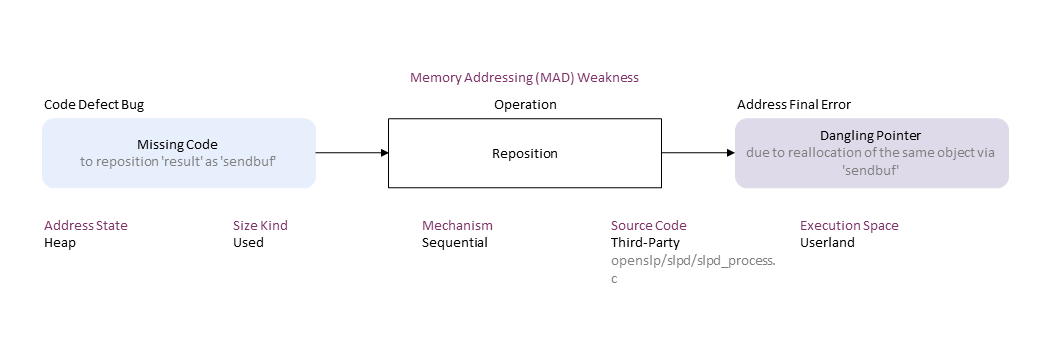 Memory Addressing (MAD) Weakness
Code Defect Bug
Operation
Address Final Error
Missing Code
to reposition 'result' as 'sendbuf'
Reposition
Dangling Pointer
due to reallocation of the same object via
'sendbuf'
Address State
Heap
Size Kind
Used
Mechanism
Sequential
Source Code
Third-Party
openslp/slpd/slpd_process.
c
Execution Space
Userland